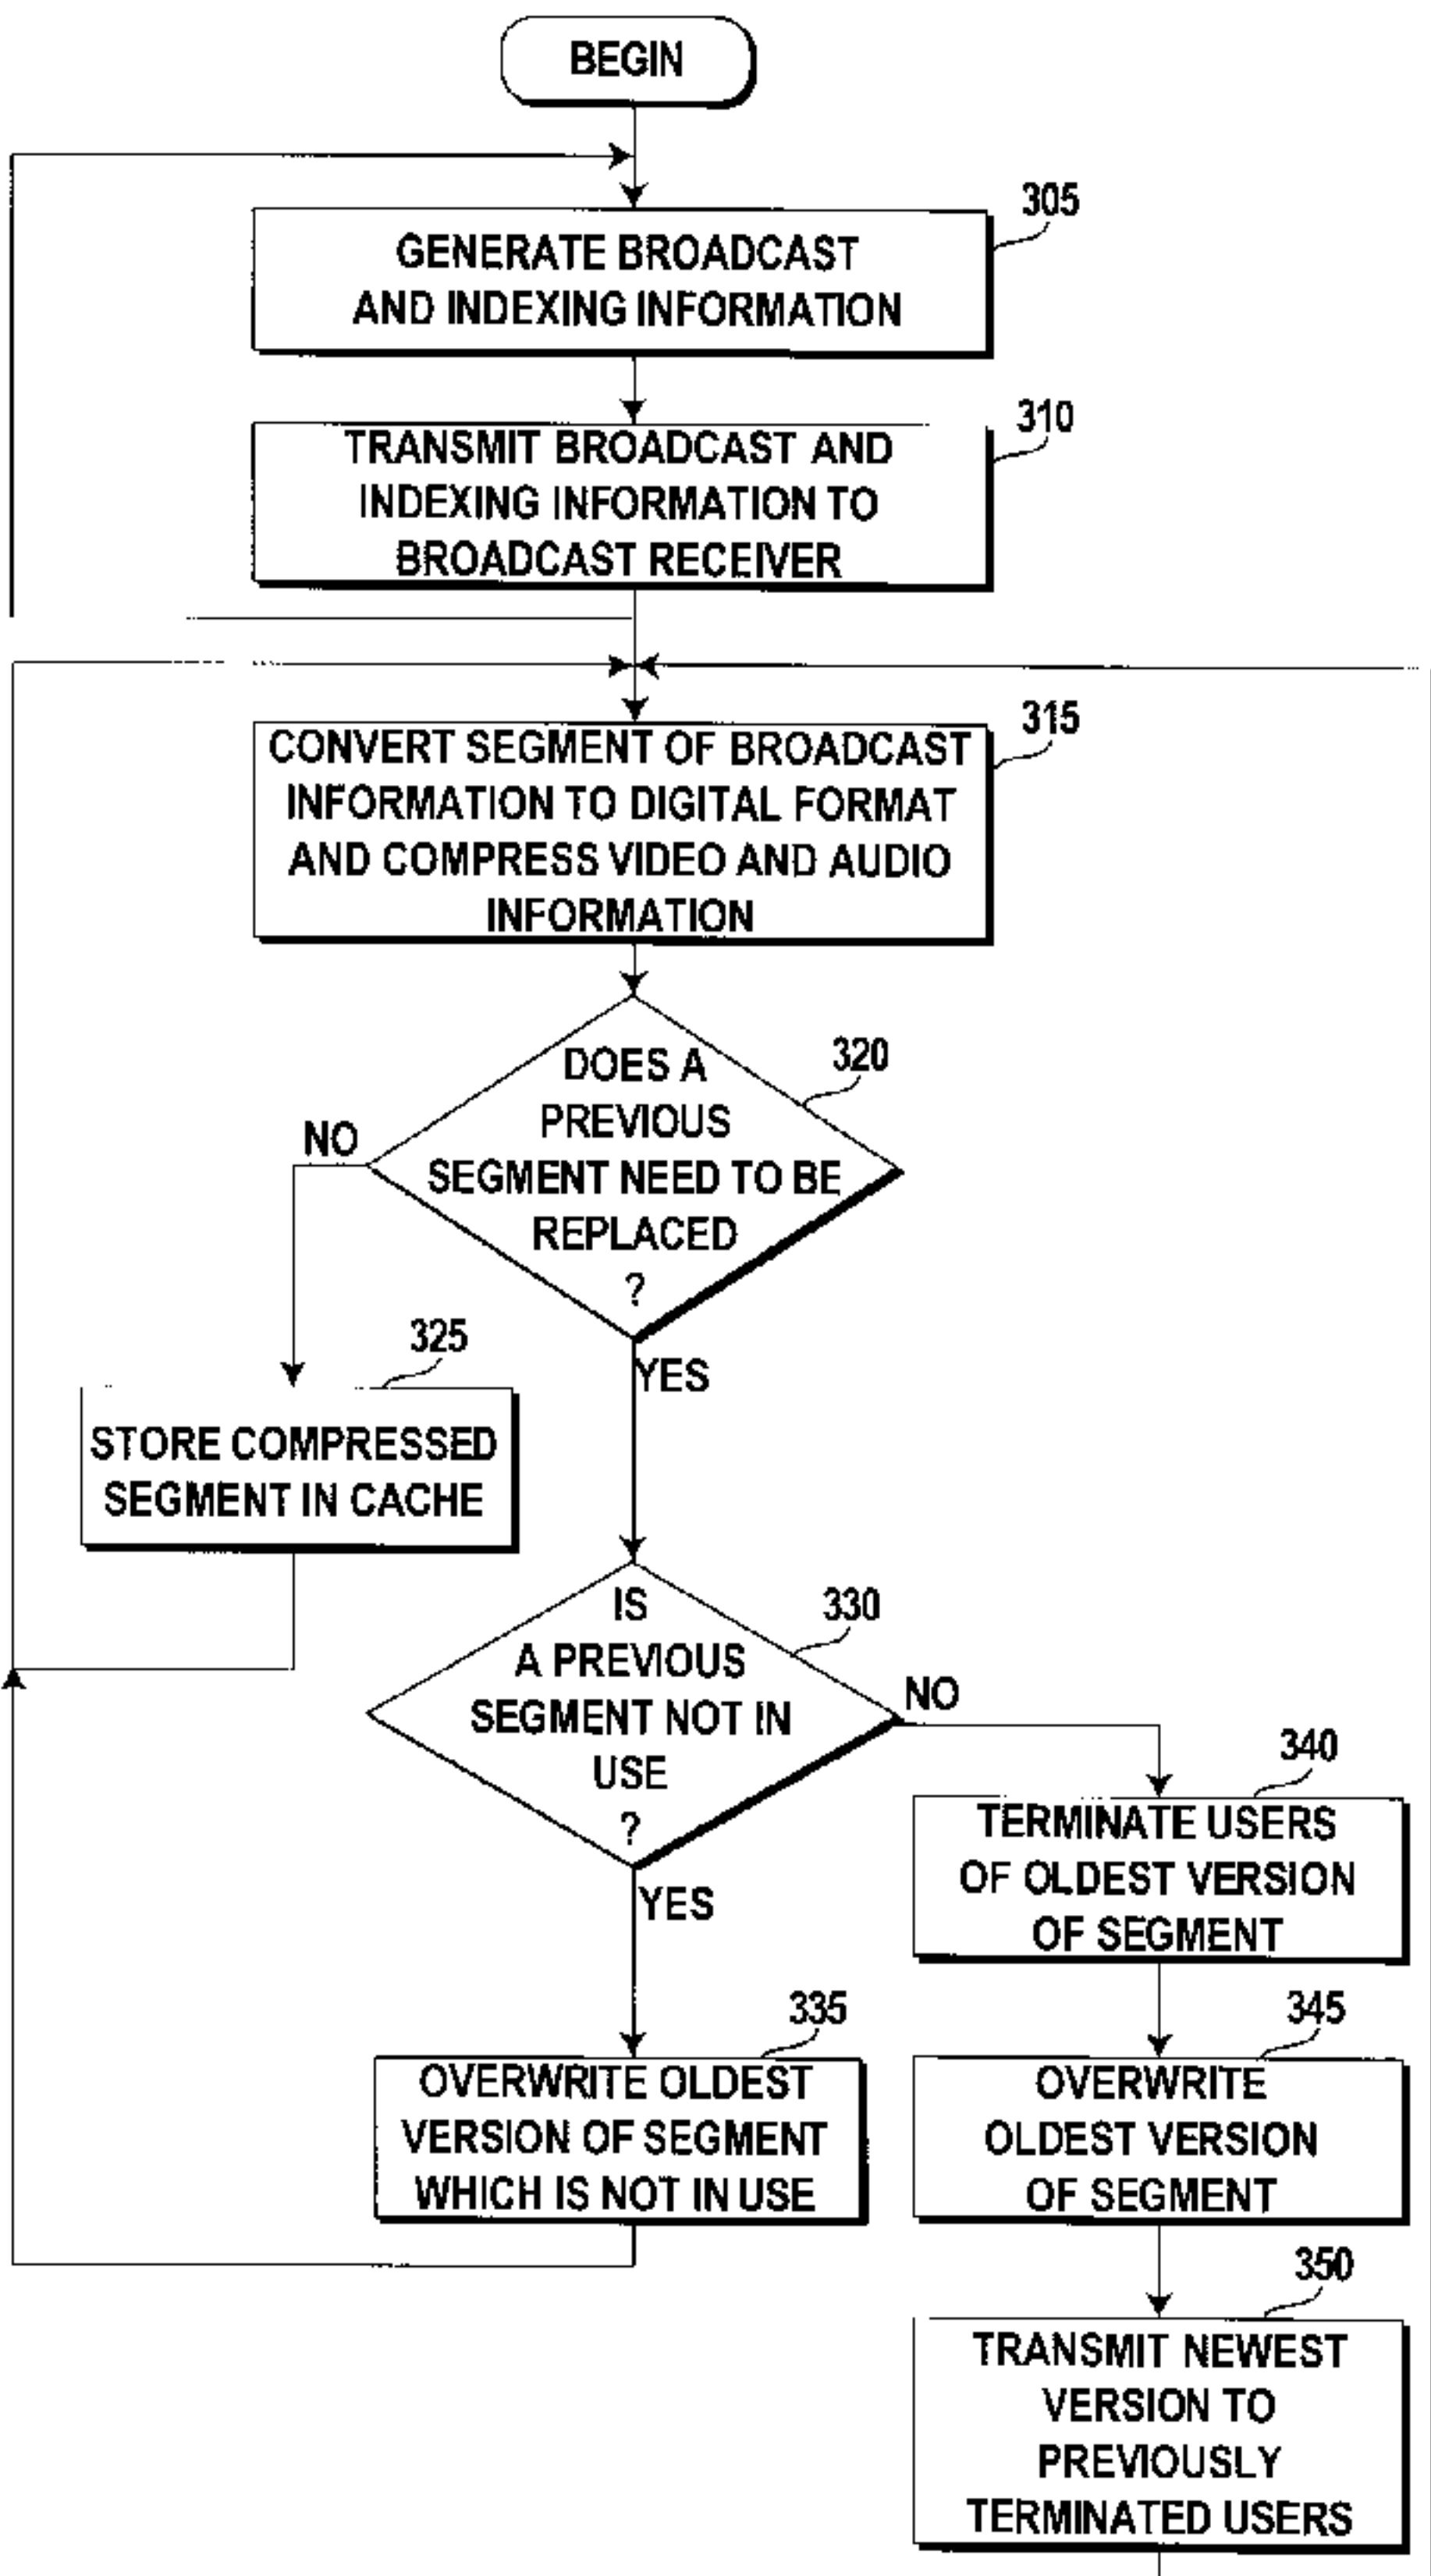 BEGIN
305
GENERATE BROADCAST
AND INDEXING INFORMATION
310
TRANSMIT BROADCAST AND
INDEXING INFORMATION TO
BROADCAST RECEIVER
315
CONVERT SEGMENT OF BROADCAST
INFORMATION TO DIGITAL FORMAT
AND COMPRESS VIDEO AND AUDIO
INFORMATION
320
DOES A
PREVIOUS
SEGMENT NEED TO BE
REPLACED
?
NO
YES
325
STORE COMPRESSED
SEGMENT IN CACHE
330
IS
A PREVIOUS
SEGMENT NOT IN
USE
?
NO
YES
335
OVERWRITE OLDEST
VERSION OF SEGMENT
WHICH IS NOT IN USE
340
TERMINATE USERS
OF OLDEST VERSION
OF SEGMENT
345
OVERWRITE
OLDEST VERSION
OF SEGMENT
350
TRANSMIT NEWEST
VERSION TO
PREVIOUSLY
TERMINATED USERS